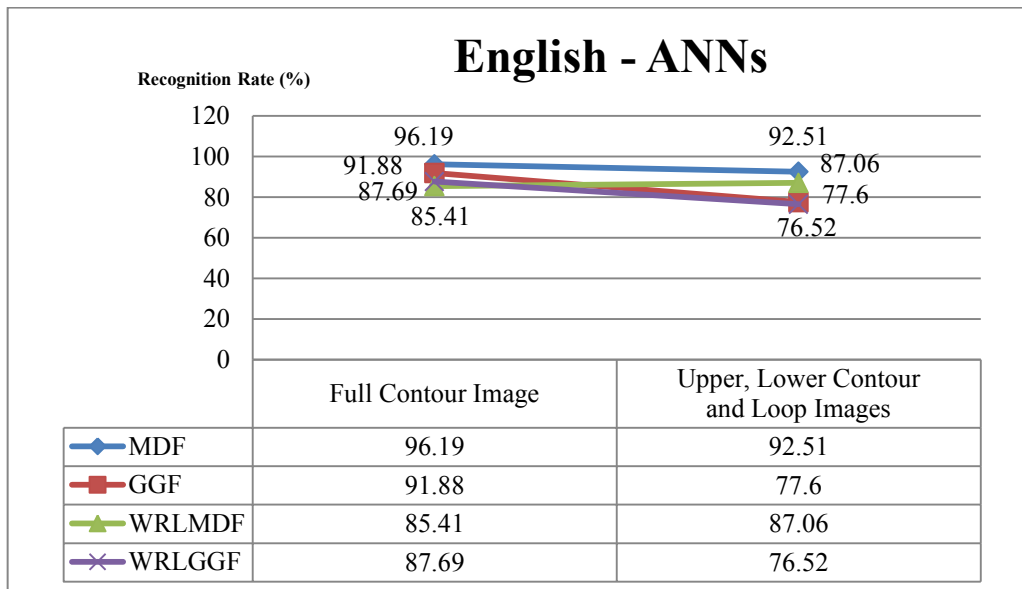 English - ANNs
Recognition Rate (%)
120
100
80
60
40
20
0
96.19
92.51
91.88
87.06
87.69
77.6
85.41
76.52
Full Contour Image
Upper, Lower Contour
and Loop Images
MDF 96.19 92.51
GGF 91.88 77.6
WRLMDF 85.41 87.06
WRLGGF 87.69 76.52